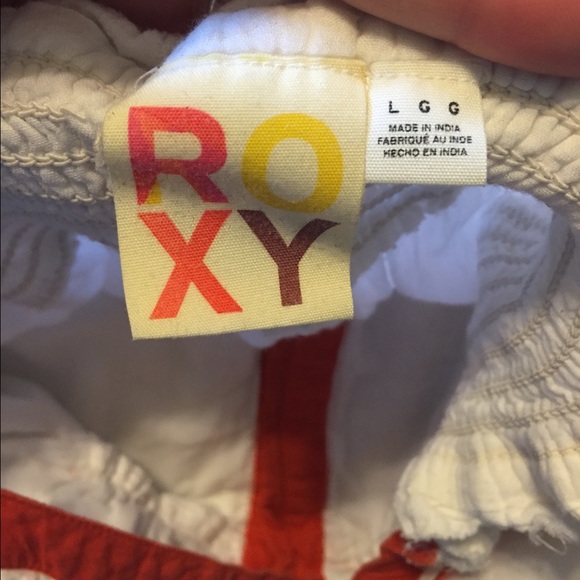 RO
XY
L G G
MADE IN INDIA
FABRIQUÉ AU INDE
HECHO EN INDIA